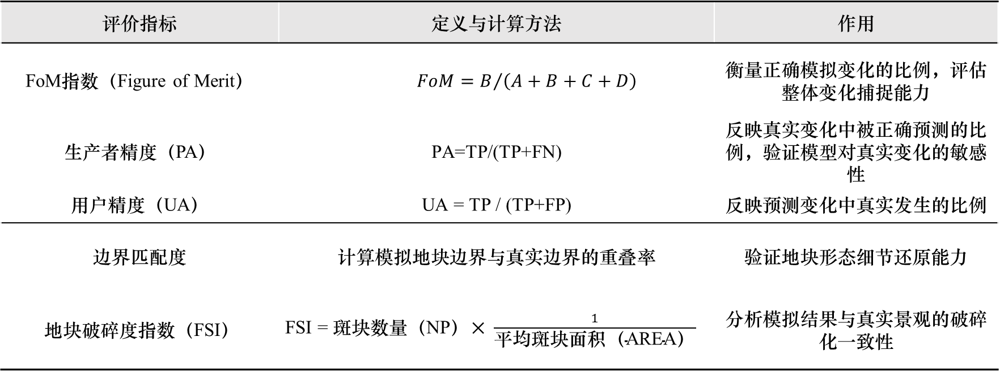 评价指标 定义与计算方法 作用
FoM指数（Figure of Merit） FoM = B/(A + B + C + D) 衡量正确模拟变化的比例，评估
整体变化捕捉能力
生产者精度（PA） PA=TP/(TP+FN) 反映真实变化中被正确预测的比
例，验证模型对真实变化的敏感
性
用户精度（UA） UA = TP / (TP+FP) 反映预测变化中真实发生的比例
边界匹配度 计算模拟地块边界与真实边界的重叠率 验证地块形态细节还原能力
地块破碎度指数（FSI） FSI = 斑块数量（NP）× 1/平均斑块面积（-AREA） 分析模拟结果与真实景观的破碎
化一致性